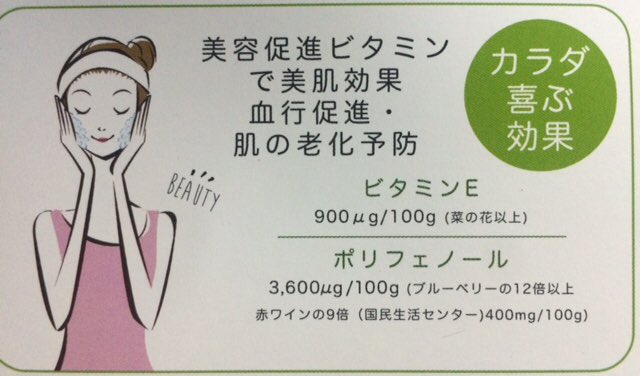 美容促進ビタミン
で美肌効果
血行促進・
肌の老化予防
カラダ
喜ぶ
効果
BEAUTY
ビタミンE
900μg/100g (菜の花以上)
ポリフェノール
3,600μg/100g (ブルーベリーの12倍以上
赤ワインの9倍（国民生活センター)400mg/100g)